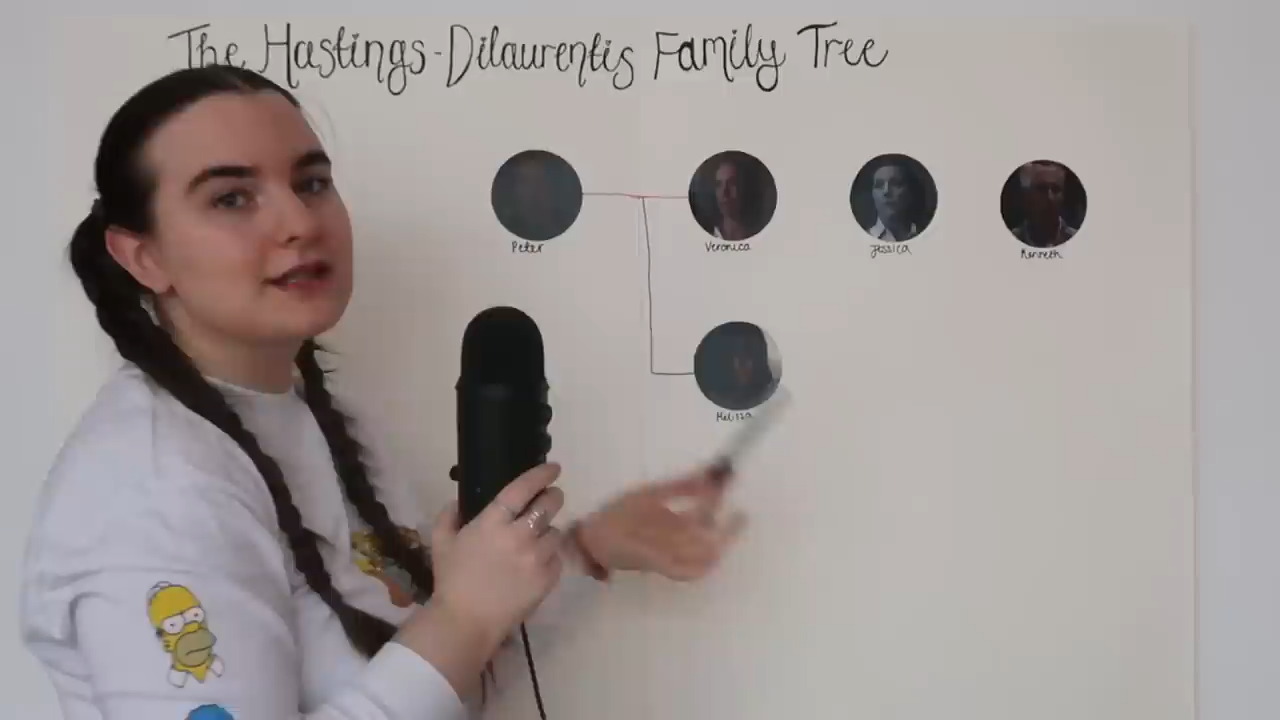 The Hastings-Dilaurentis Family Tree
Peter
Veronica
Jessica
Kenneth
Melissa